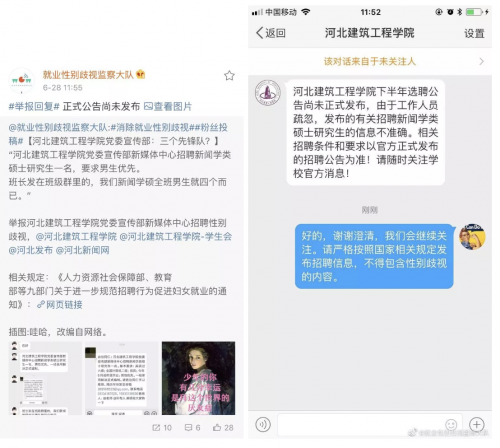 就业性别歧视监察大队
6-28 11:55
#举报回复# 正式公告尚未发布 查看图片
@就业性别歧视监察大队:#消除就业性别歧视##粉丝投
稿#【河北建筑工程学院党委宣传部：三个先锋队？】
“河北建筑工程学院党委宣传部新媒体中心招聘新闻学类
硕士研究生一名，要求男生优先。
班长发在班级群里的，我们新闻学硕全班男生就四个而
已。”
举报河北建筑工程学院党委宣传部新媒体中心招聘性别
歧视，@河北建筑工程学院 @河北建筑工程学院-学生会
@河北发布 @河北新闻网
相关规定：《人力资源社会保障部、教育
部等九部门关于进一步规范招聘行为促进妇女就业的通
知》：网页链接
插图:哇哈，改编自网络。
少年的你
10
6
28
中国移动
11:52
返回
河北建筑工程学院
设置
该对话来自于未关注人
河北建筑工程学院下半年选聘公
告尚未正式发布，由于工作人员
疏忽，发布的有关招聘新闻学类
硕士研究生的信息不准确。相关
招聘条件和要求以官方正式发布
的招聘公告为准！请随时关注学
校官方消息！
刚刚
好的，谢谢澄清，我们会继续关
注。请严格按照国家相关规定发
布招聘信息，不得包含性别歧视
的内容。